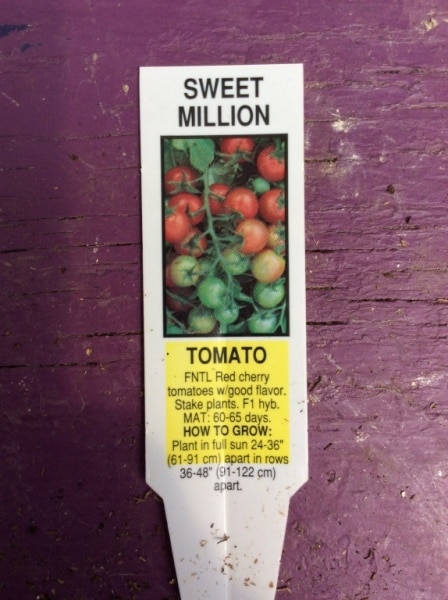 SWEET
MILLION
TOMATO
FNTL Red cherry
tomatoes w/good flavor.
Stake plants. F1 hyb.
MAT: 60-65 days.
HOW TO GROW:
Plant in full sun 24-36"
(61-91 cm) apart in rows
36-48" (91-122 cm)
apart.